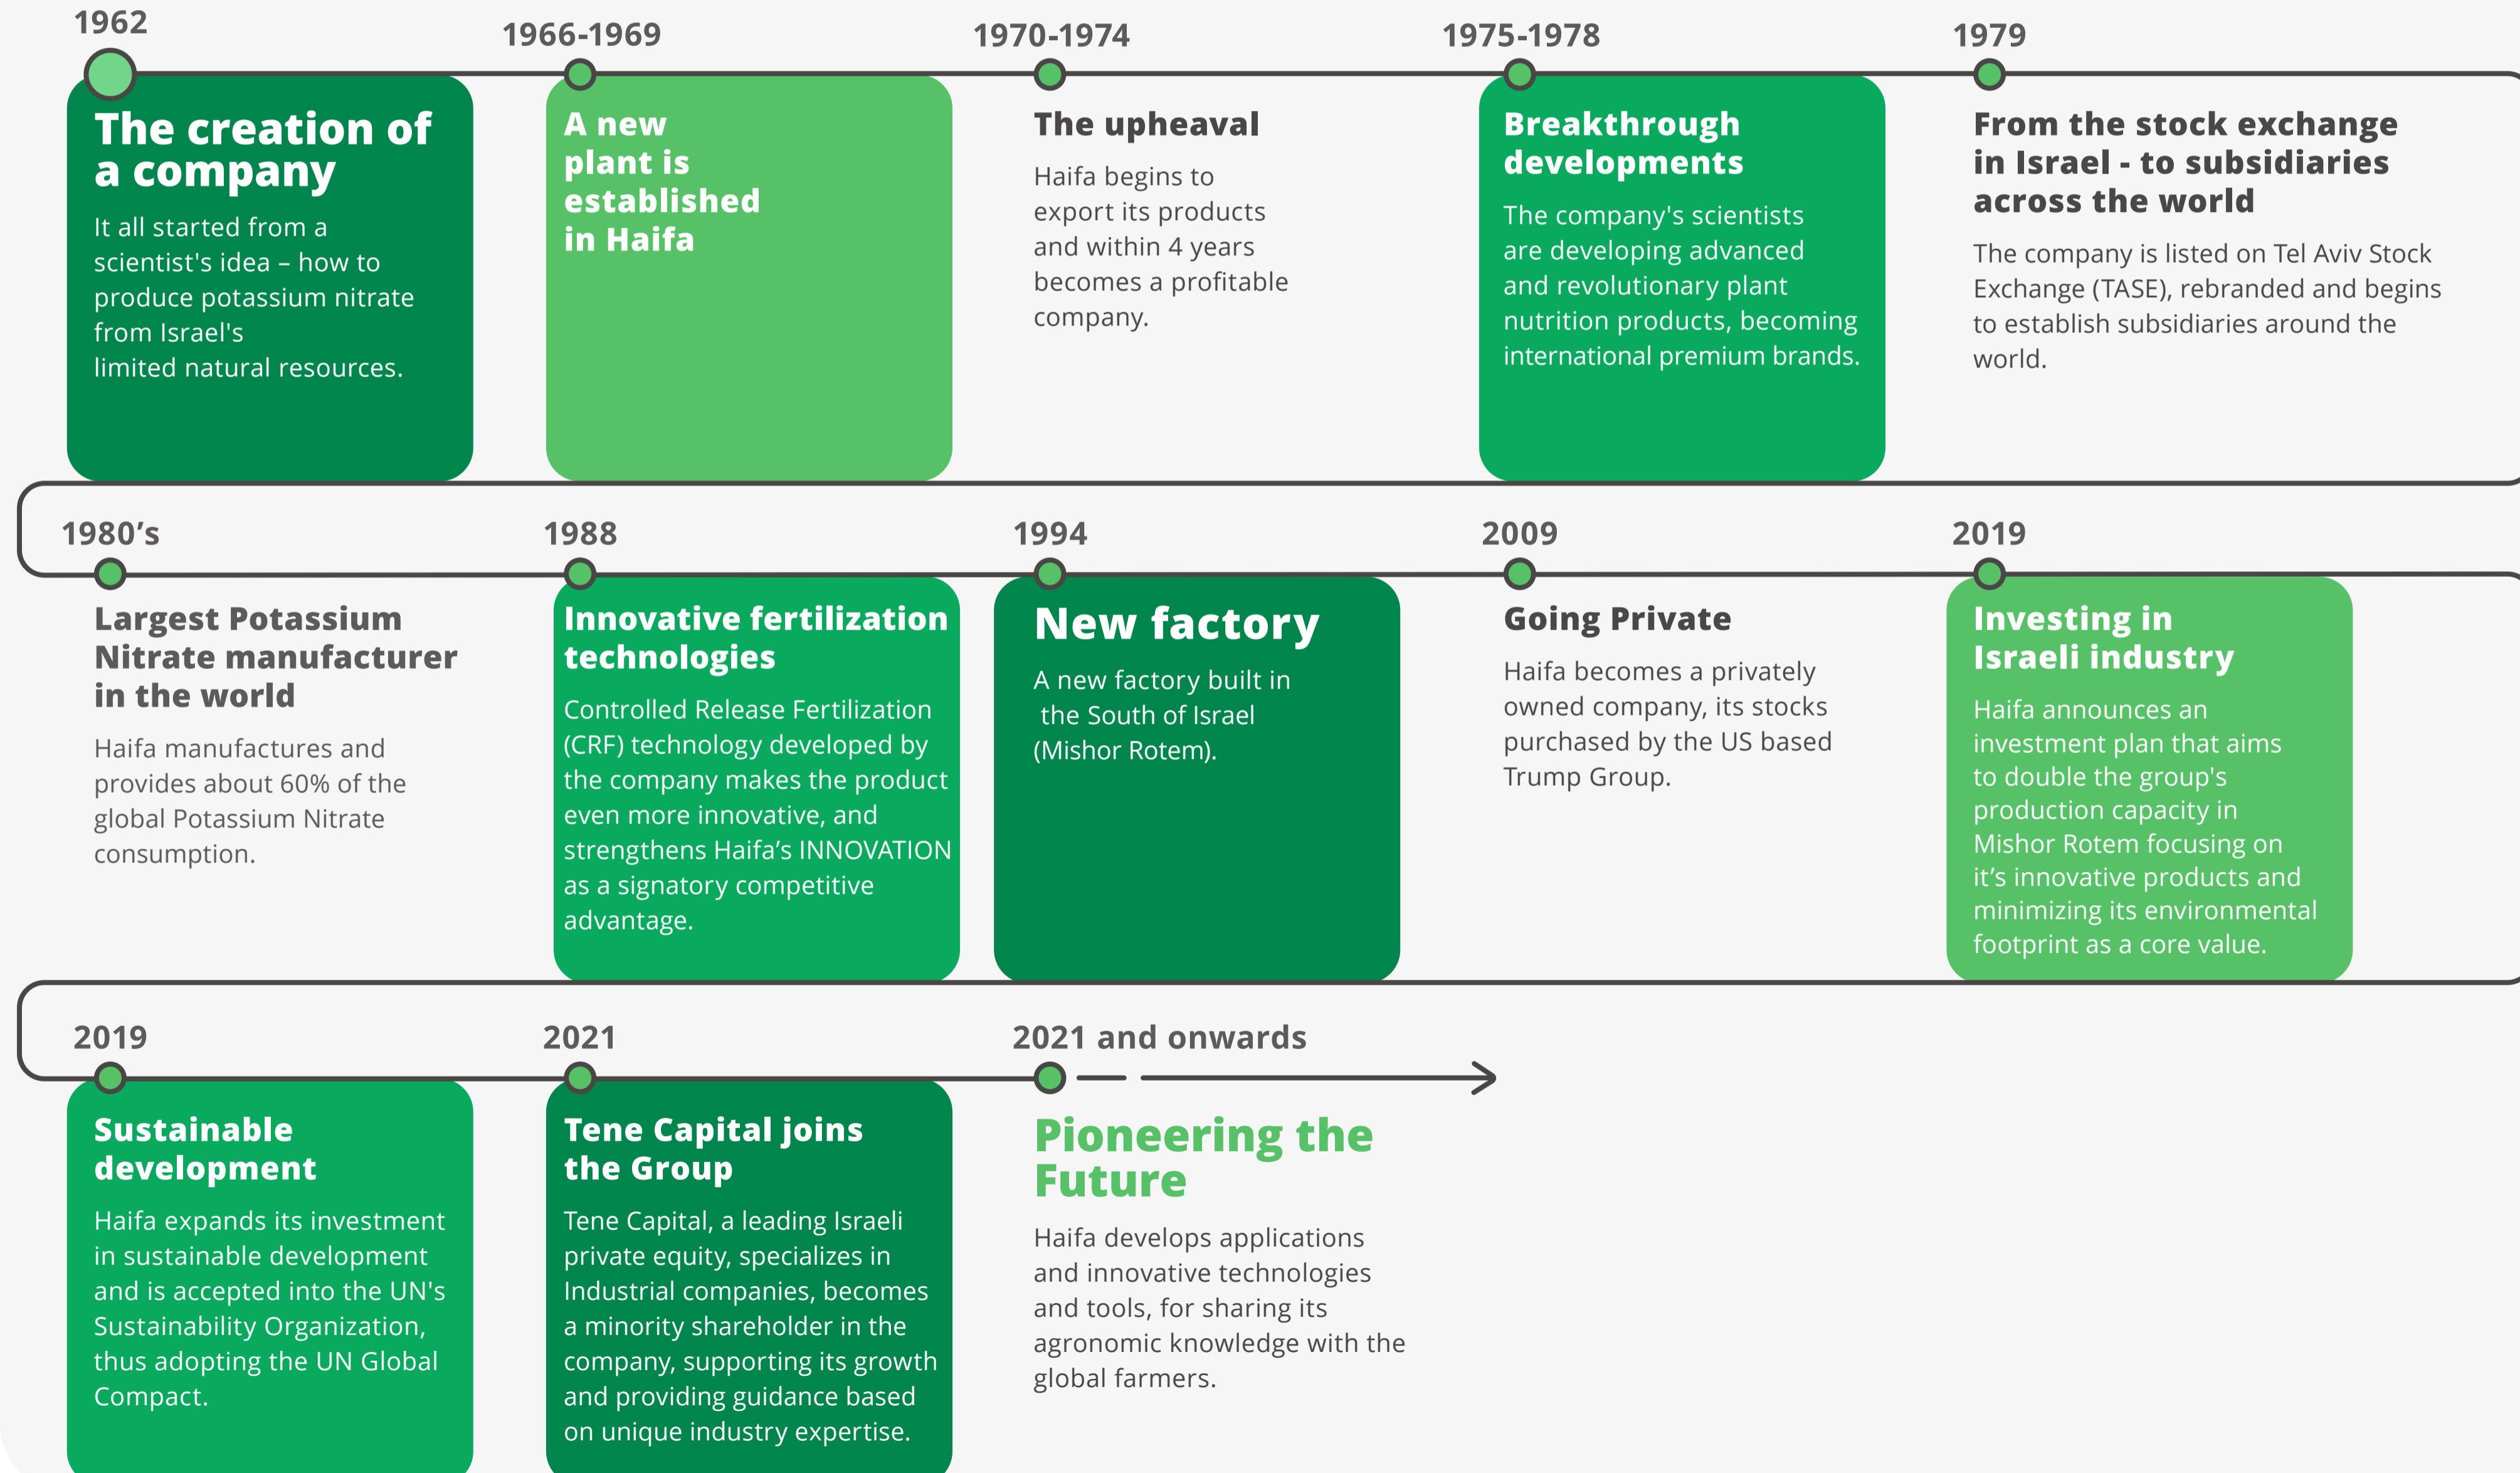 1962
The creation of
a company
It all started from a
scientist's idea – how to
produce potassium nitrate
from Israel's
limited natural resources.
1966-1969
A new
plant is
established
in Haifa
1970-1974
The upheaval
Haifa begins to
export its products
and within 4 years
becomes a profitable
company.
1975-1978
Breakthrough
developments
The company's scientists
are developing advanced
and revolutionary plant
nutrition products, becoming
international premium brands.
1979
From the stock exchange
in Israel - to subsidiaries
across the world
The company is listed on Tel Aviv Stock
Exchange (TASE), rebranded and begins
to establish subsidiaries around the
world.
1980’s
Largest Potassium
Nitrate manufacturer
in the world
Haifa manufactures and
provides about 60% of the
global Potassium Nitrate
consumption.
1988
Innovative fertilization
technologies
Controlled Release Fertilization
(CRF) technology developed by
the company makes the product
even more innovative, and
strengthens Haifa’s INNOVATION
as a signatory competitive
advantage.
1994
New factory
A new factory built in
the South of Israel
(Mishor Rotem).
2009
Going Private
Haifa becomes a privately
owned company, its stocks
purchased by the US based
Trump Group.
2019
Investing in
Israeli industry
Haifa announces an
investment plan that aims
to double the group's
production capacity in
Mishor Rotem focusing on
it’s innovative products and
minimizing its environmental
footprint as a core value.
2019
Sustainable
development
Haifa expands its investment
in sustainable development
and is accepted into the UN's
Sustainability Organization,
thus adopting the UN Global
Compact.
2021
Tene Capital joins
the Group
Tene Capital, a leading Israeli
private equity, specializes in
Industrial companies, becomes
a minority shareholder in the
company, supporting its growth
and providing guidance based
on unique industry expertise.
2021 and onwards
Pioneering the
Future
Haifa develops applications
and innovative technologies
and tools, for sharing its
agronomic knowledge with the
global farmers.